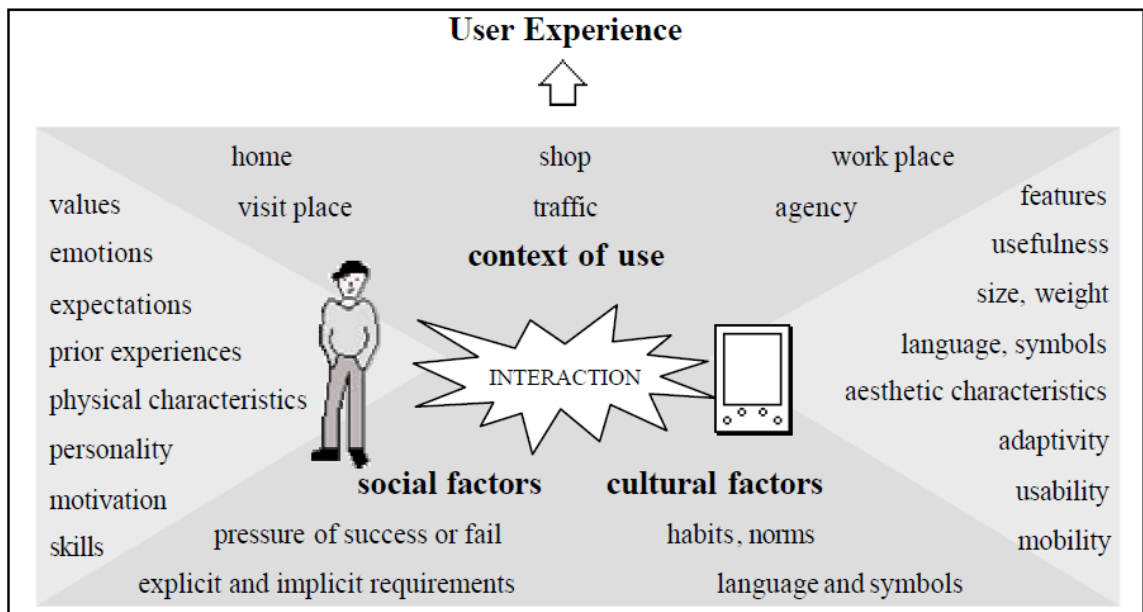 User Experience
home shop work place
visit place traffic agency
context of use
values
emotions
expectations
prior experiences
physical characteristics
personality
motivation
skills
INTERACTION
features
usefulness
size, weight
language, symbols
aesthetic characteristics
adaptivity
usability
mobility
social factors
pressure of success or fail
explicit and implicit requirements
cultural factors
habits, norms
language and symbols